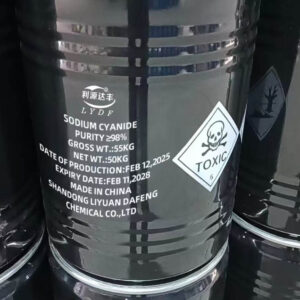 利源达丰
LYDF
SODIUM CYANIDE
PURITY ≥98%
GROSS WT.:55KG
NET WT.:50KG
DATE OF PRODUCTION:FEB 12,2025
EXPIRY DATE:FEB 11,2028
MADE IN CHINA
SHANDONG LIYUAN DAFENG
CHEMICAL CO.,LTD
TOXIC
6